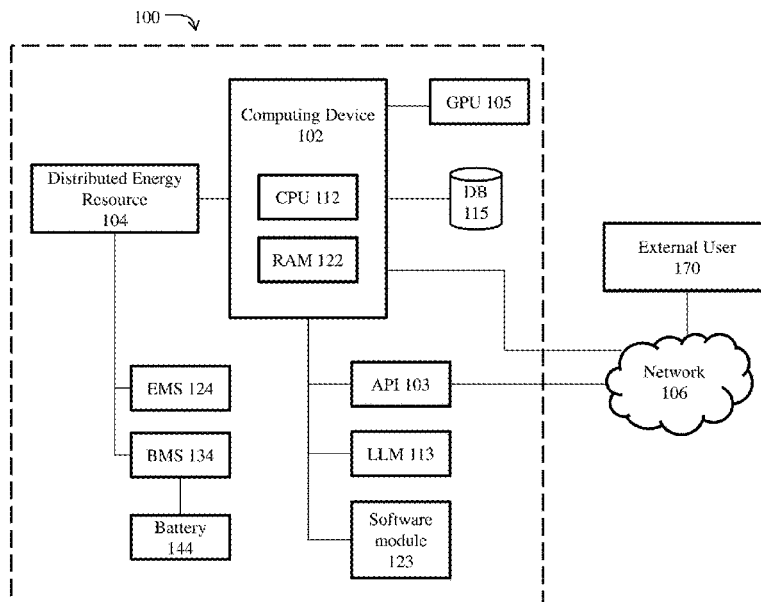 100
Computing Device
102
GPU 105
Distributed Energy
Resource
104
CPU 112
DB
115
RAM 122
External User
170
Network
106
EMS 124
API 103
BMS 134
LLM 113
Battery
144
Software
module
123